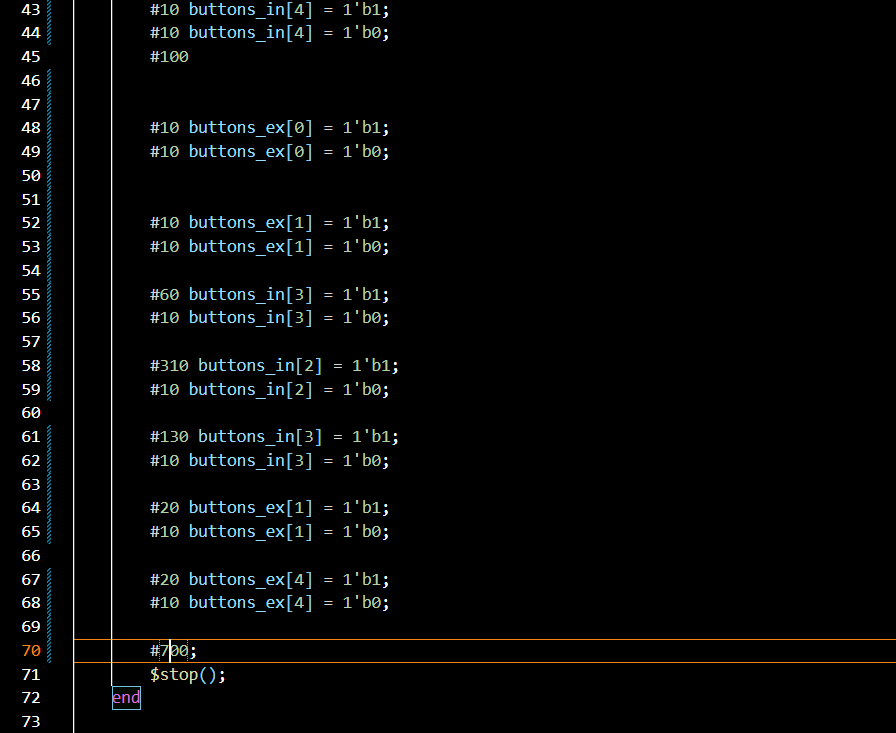 43 #10 buttons_in[4] = 1'b1;
44 #10 buttons_in[4] = 1'b0;
45 #100
46
47
48 #10 buttons_ex[0] = 1'b1;
49 #10 buttons_ex[0] = 1'b0;
50
51
52 #10 buttons_ex[1] = 1'b1;
53 #10 buttons_ex[1] = 1'b0;
54
55 #60 buttons_in[3] = 1'b1;
56 #10 buttons_in[3] = 1'b0;
57
58 #310 buttons_in[2] = 1'b1;
59 #10 buttons_in[2] = 1'b0;
60
61 #130 buttons_in[3] = 1'b1;
62 #10 buttons_in[3] = 1'b0;
63
64 #20 buttons_ex[1] = 1'b1;
65 #10 buttons_ex[1] = 1'b0;
66
67 #20 buttons_ex[4] = 1'b1;
68 #10 buttons_ex[4] = 1'b0;
69
70 #700;
71 $stop();
72 end
73